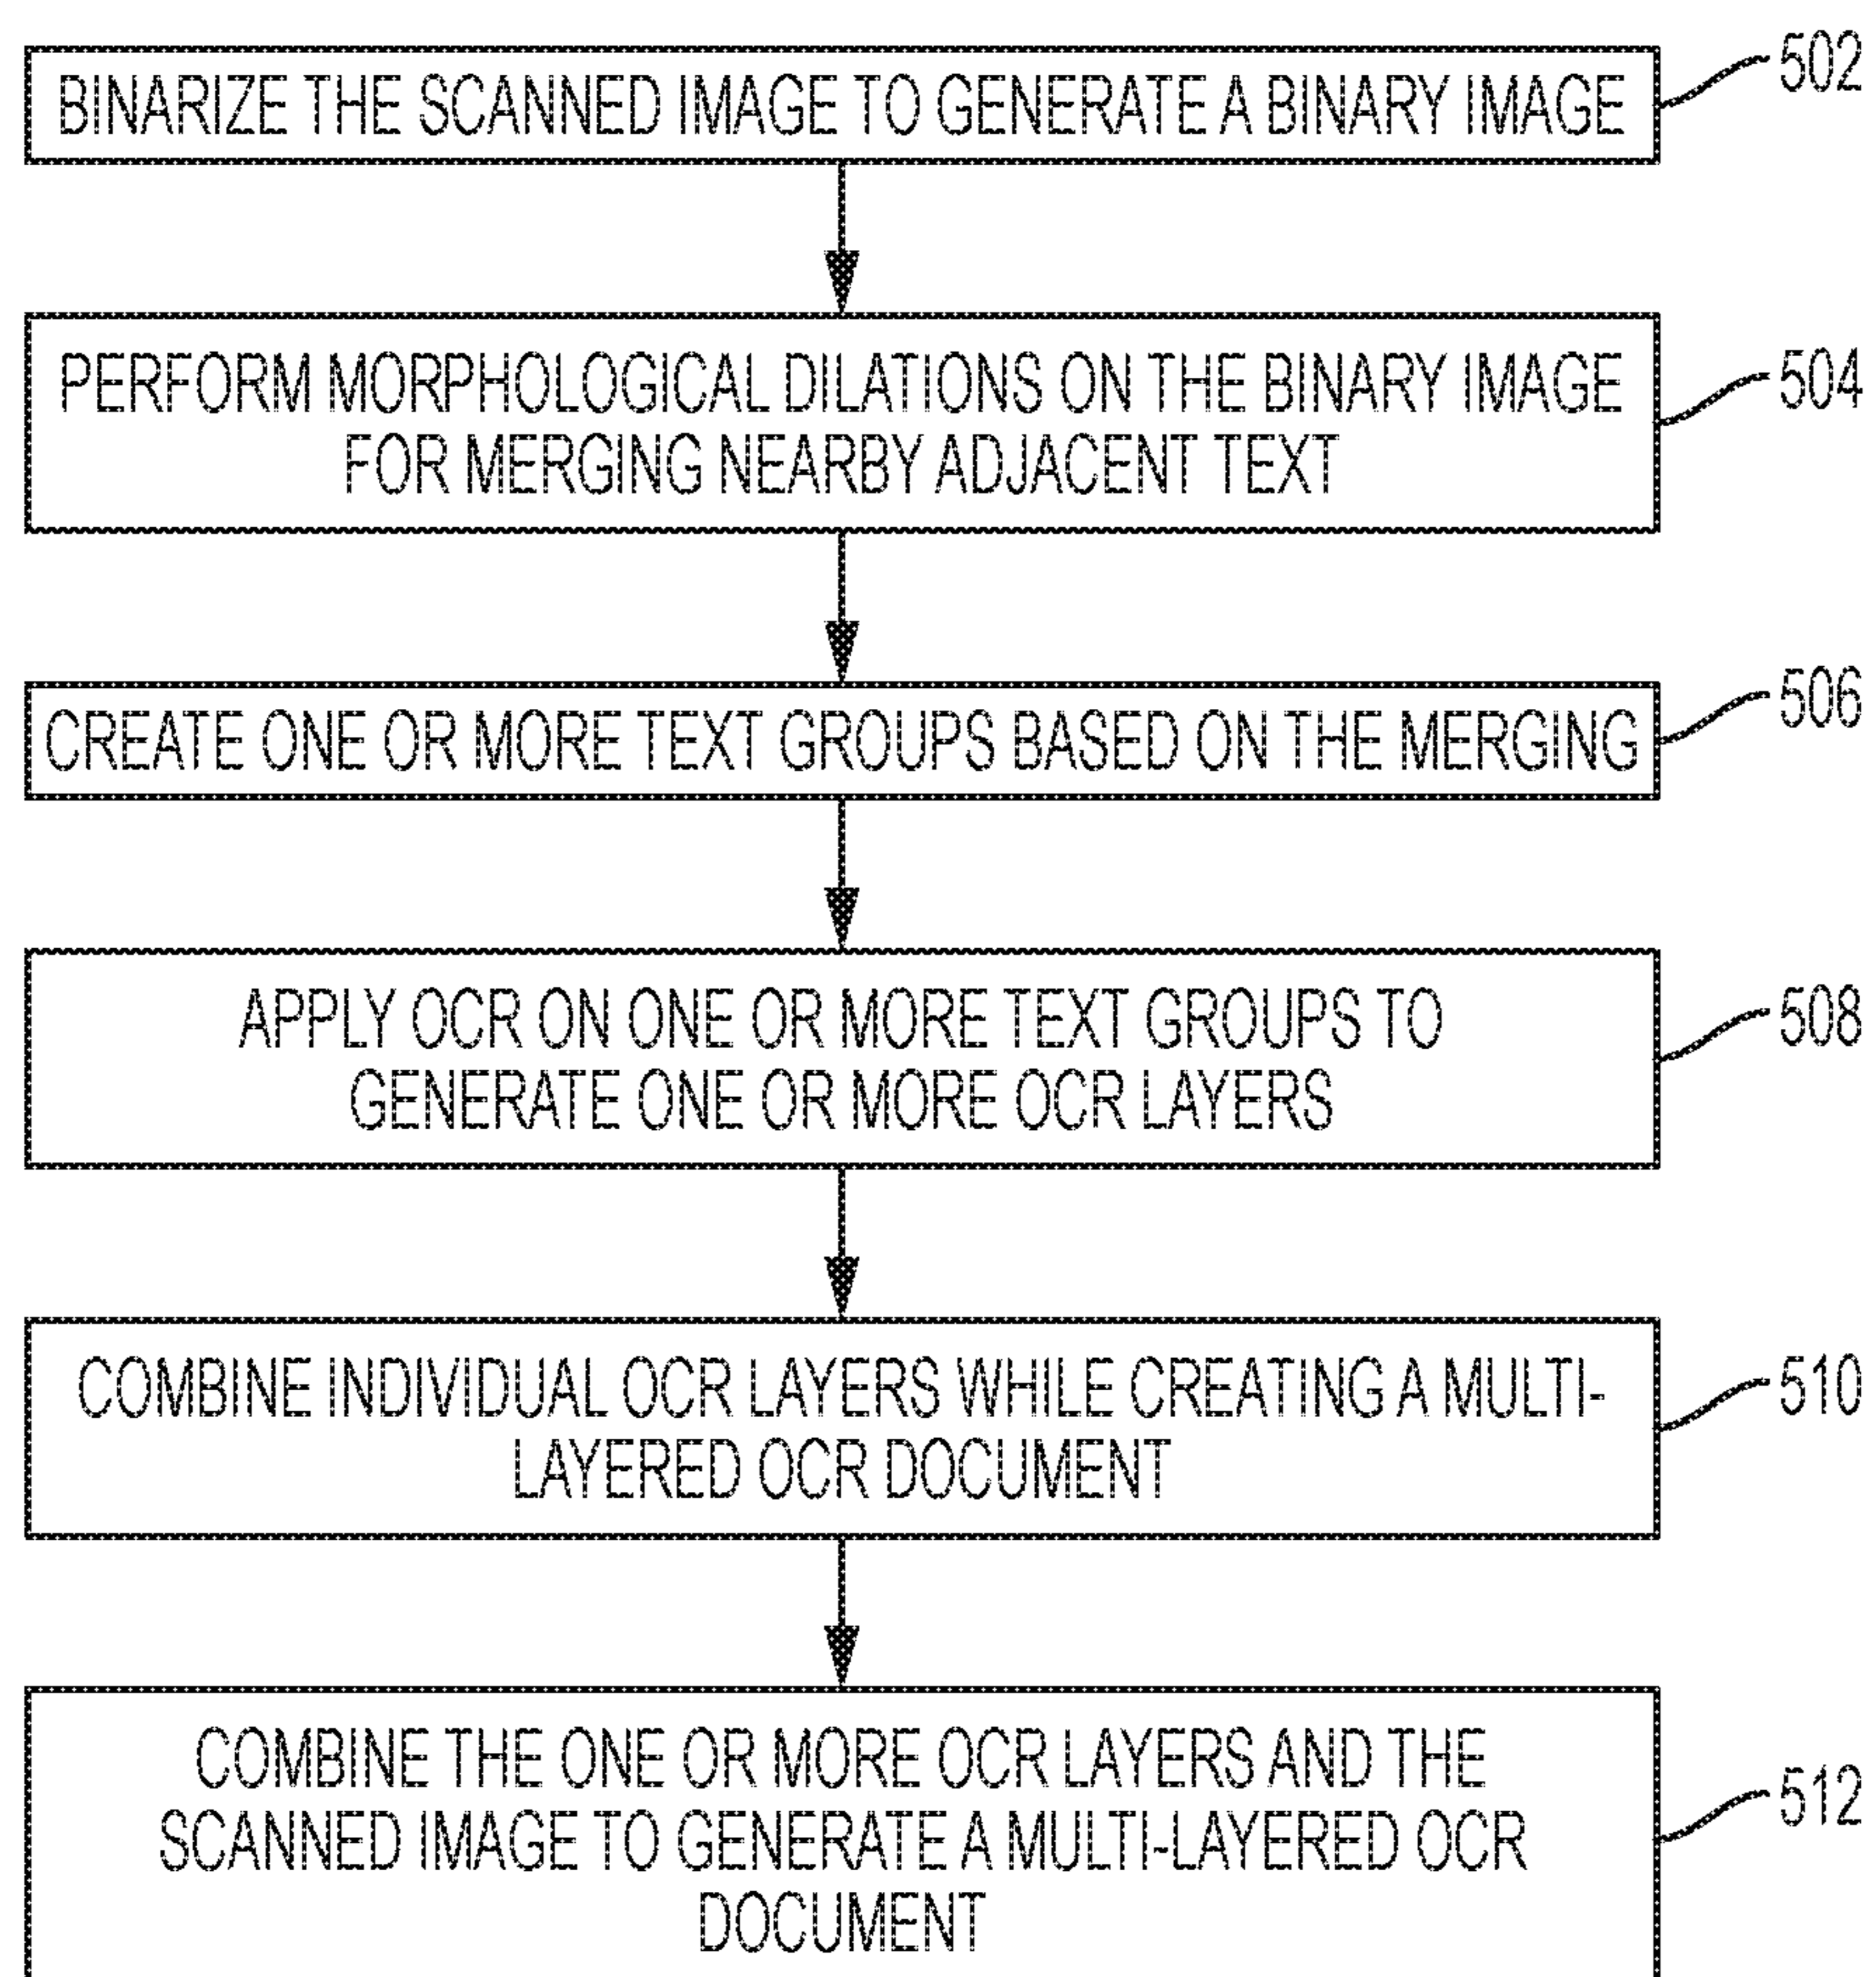 BINARIZE THE SCANNED IMAGE TO GENERATE A BINARY IMAGE
502
PERFORM MORPHOLOGICAL DILATIONS ON THE BINARY IMAGE
FOR MERGING NEARBY ADJACENT TEXT
504
CREATE ONE OR MORE TEXT GROUPS BASED ON THE MERGING
506
APPLY OCR ON ONE OR MORE TEXT GROUPS TO
GENERATE ONE OR MORE OCR LAYERS
508
COMBINE INDIVIDUAL OCR LAYERS WHILE CREATING A MULTI-
LAYERED OCR DOCUMENT
510
COMBINE THE ONE OR MORE OCR LAYERS AND THE
SCANNED IMAGE TO GENERATE A MULTI-LAYERED OCR
DOCUMENT
512